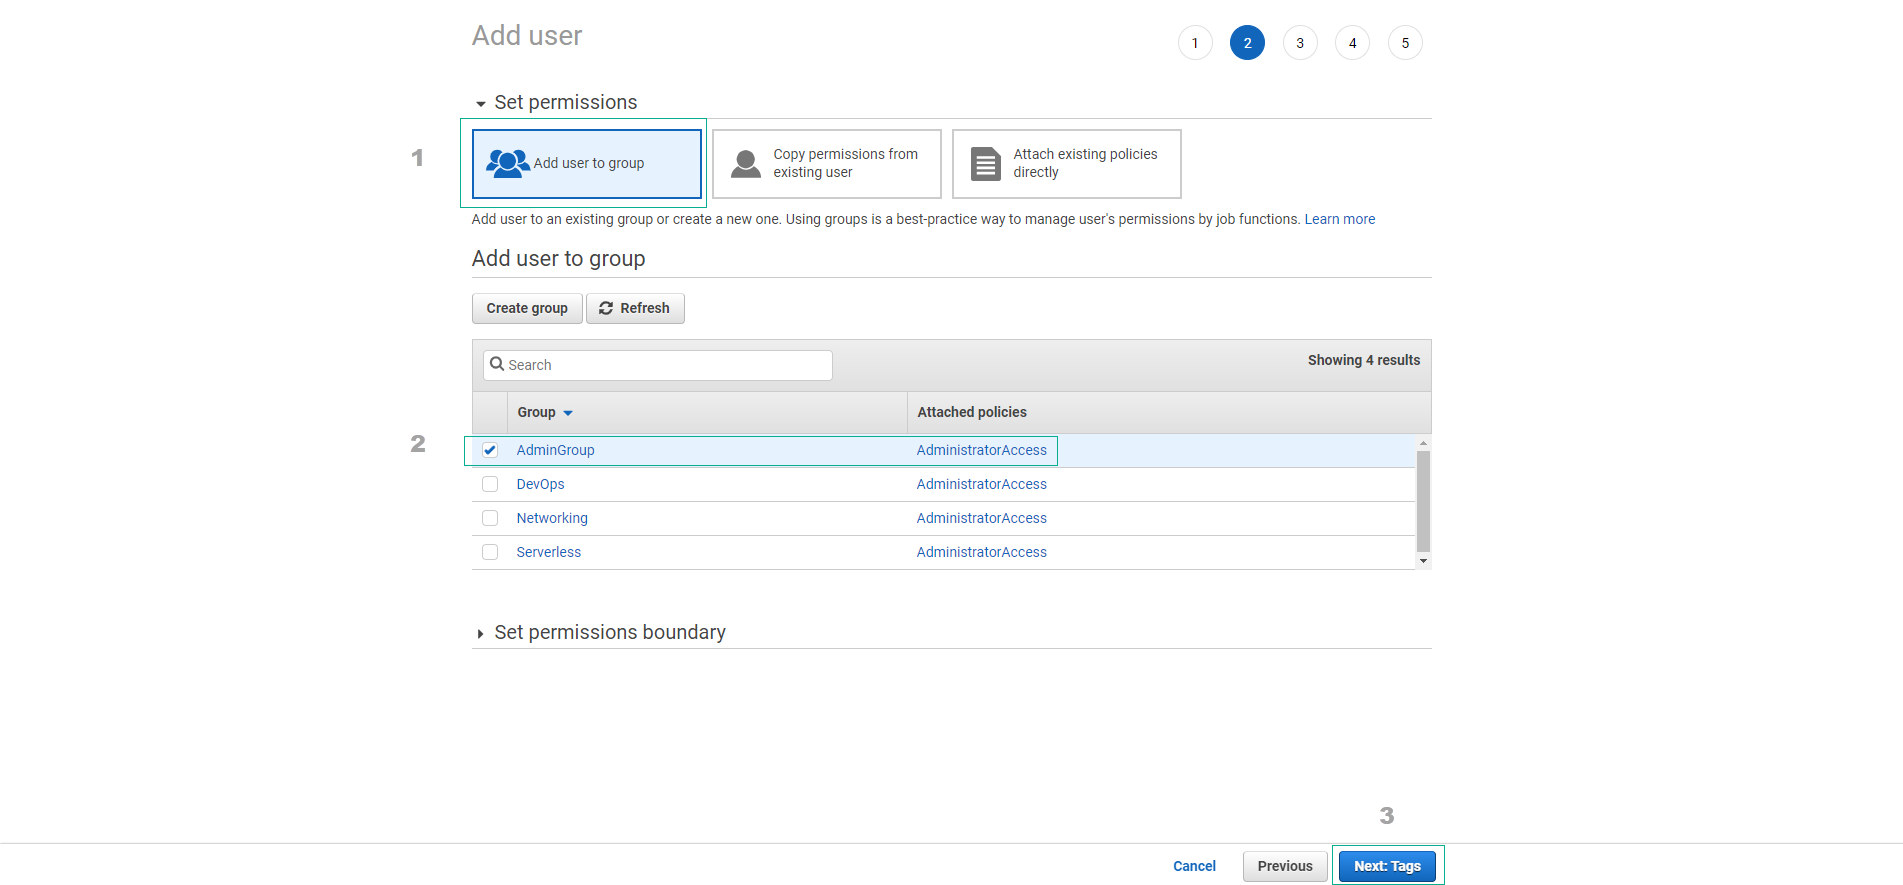 Add user
1 2 3 4 5
Set permissions
1
Add user to group
Copy permissions from
existing user
Attach existing policies
directly
Add user to an existing group or create a new one. Using groups is a best-practice way to manage user's permissions by job functions. Learn more
Add user to group
Create group Refresh
Search
Showing 4 results
Group Attached policies
2
AdminGroup AdministratorAccess
DevOps AdministratorAccess
Networking AdministratorAccess
Serverless AdministratorAccess
Set permissions boundary
3
Cancel Previous Next: Tags